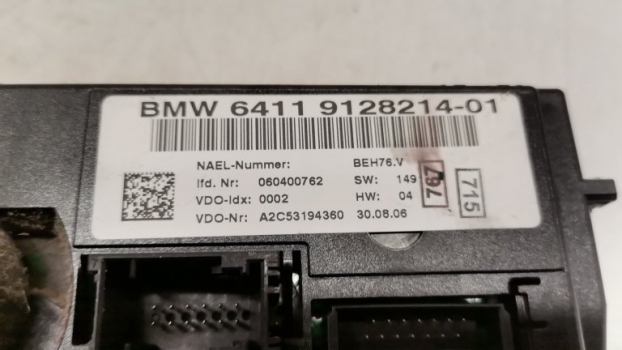 BMW 6411 9128214-01
NAEL-Nummer: BEH76.V
lfd. Nr: 060400762 SW: 149
VDO-Idx: 0002 HW: 04
VDO-Nr: A2C53194360 30.08.06
767
715